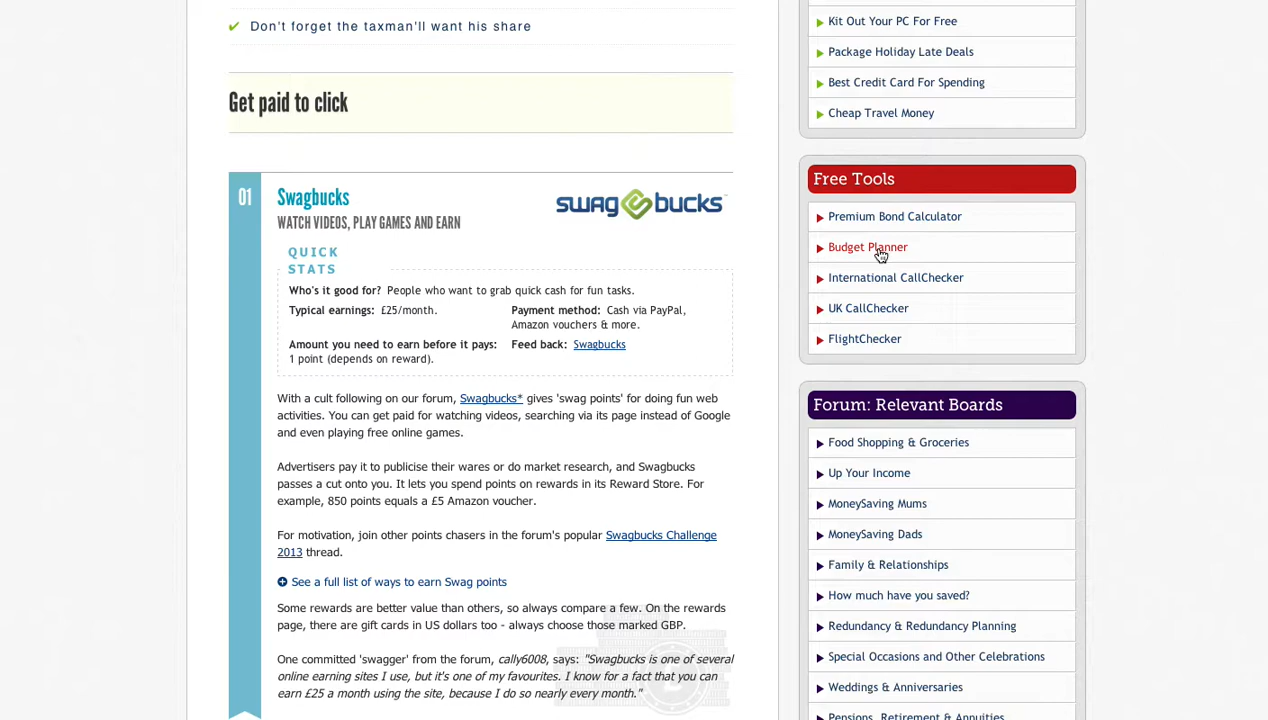 Don't forget the taxman'll want his share
Get paid to click
01
Swagbucks
WATCH VIDEOS, PLAY GAMES AND EARN
swagbucks
QUICK
STATS
Who's it good for? People who want to grab quick cash for fun tasks.
Typical earnings: £25/month.
Payment method: Cash via PayPal,
Amazon vouchers & more.
Amount you need to earn before it pays:
1 point (depends on reward).
Feed back: Swagbucks
With a cult following on our forum, Swagbucks* gives 'swag points' for doing fun web
activities. You can get paid for watching videos, searching via its page instead of Google
and even playing free online games.
Advertisers pay it to publicise their wares or do market research, and Swagbucks
passes a cut onto you. It lets you spend points on rewards in its Reward Store. For
example, 850 points equals a £5 Amazon voucher.
For motivation, join other points chasers in the forum's popular Swagbucks Challenge
2013 thread.
See a full list of ways to earn Swag points
Some rewards are better value than others, so always compare a few. On the rewards
page, there are gift cards in US dollars too - always choose those marked GBP.
One committed 'swagger' from the forum, cally6008, says: "Swagbucks is one of several
online earning sites I use, but it's one of my favourites. I know for a fact that you can
earn £25 a month using the site, because I do so nearly every month."
Kit Out Your PC For Free
Package Holiday Late Deals
Best Credit Card For Spending
Cheap Travel Money
Free Tools
Premium Bond Calculator
Budget Planner
International CallChecker
UK CallChecker
FlightChecker
Forum: Relevant Boards
Food Shopping & Groceries
Up Your Income
MoneySaving Mums
MoneySaving Dads
Family & Relationships
How much have you saved?
Redundancy & Redundancy Planning
Special Occasions and Other Celebrations
Weddings & Anniversaries
Pensions, Retirement & Annuities